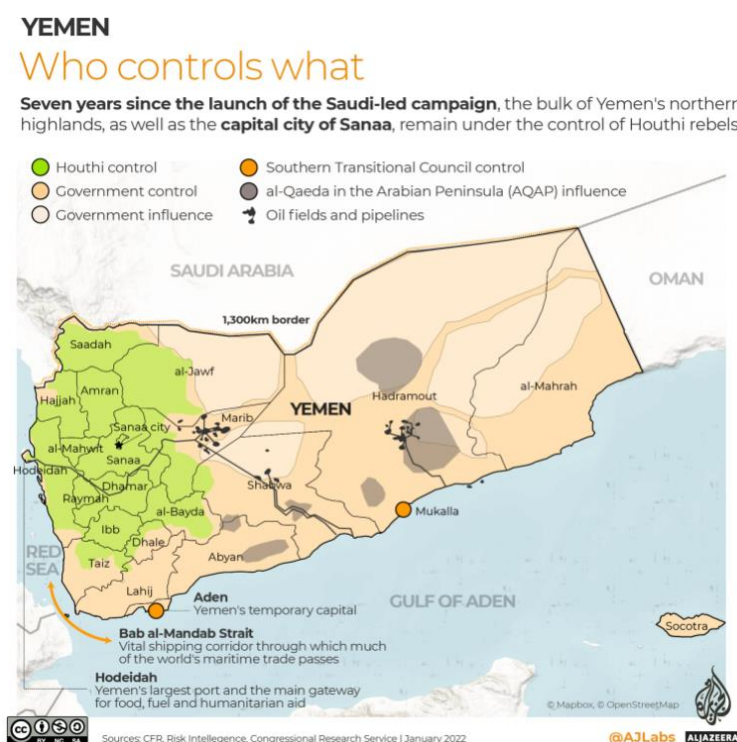 YEMEN
Who controls what
Seven years since the launch of the Saudi-led campaign, the bulk of Yemen's northern
highlands, as well as the capital city of Sanaa, remain under the control of Houthi rebels
Houthi control
Southern Transitional Council control
Government control
al-Qaeda in the Arabian Peninsula (AQAP) influence
Government influence
Oil fields and pipelines
SAUDI ARABIA
OMAN
1,300km border
Saadah
al-Jawf
al-Mahrah
Amran
Hajjah
Hadramout
YEMEN
Marib
Sanaa city
al-Mahwit
Sanaa
Hodeidah
Dhamar
Shabwa
Rayman
al-Bayda
Mukalla
Ibb
Dhale
RED
SEA
Taiz
Abyan
Lahij
Aden
Yemen's temporary capital
GULF OF ADEN
Socotra
Bab al-Mandab Strait
Vital shipping corridor through which much
of the world's maritime trade passes
Hodeidah
Yemen's largest port and the main gateway
for food, fuel and humanitarian aid
© Mapbox, © OpenStreetMap
cc BY NC SA
Sources: CFR, Risk Intellegence, Congressional Research Service | January 2022
@AJLabs ALJAZEERA